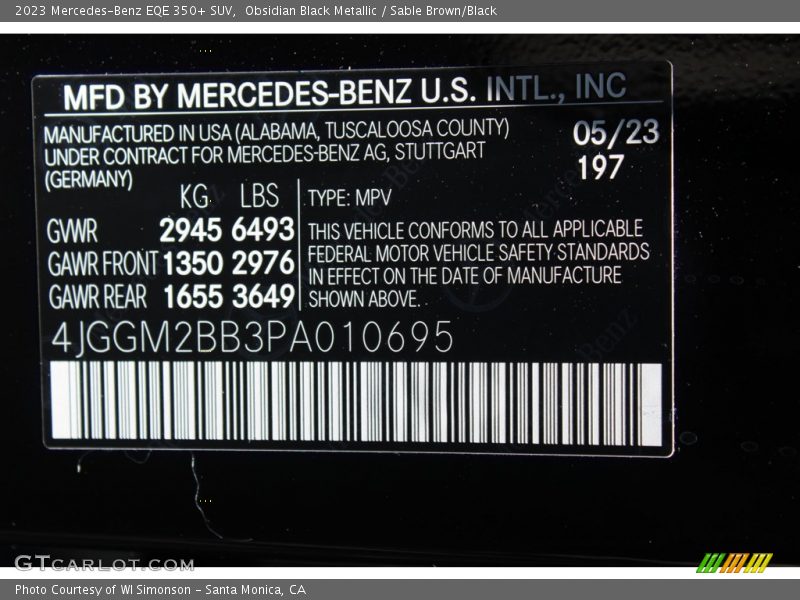 2023 Mercedes-Benz EQE 350+ SUV,  Obsidian Black Metallic / Sable Brown/Black
MFD BY MERCEDES-BENZ U.S. INTL., INC
MANUFACTURED IN USA (ALABAMA, TUSCALOOSA COUNTY)
UNDER CONTRACT FOR MERCEDES-BENZ AG, STUTTGART
(GERMANY)
05/23
197
KG LBS
GWWR 2945 6493
GAWR FRONT 1350 2976
GAWR REAR 1655 3649
TYPE: MPV
THIS VEHICLE CONFORMS TO ALL APPLICABLE
FEDERAL MOTOR VEHICLE SAFETY STANDARDS
IN EFFECT ON THE DATE OF MANUFACTURE
SHOWN ABOVE.
4JGGM2BB3PA010695
GTCARLOT.COM
Photo Courtesy of WI Simonson - Santa Monica, CA